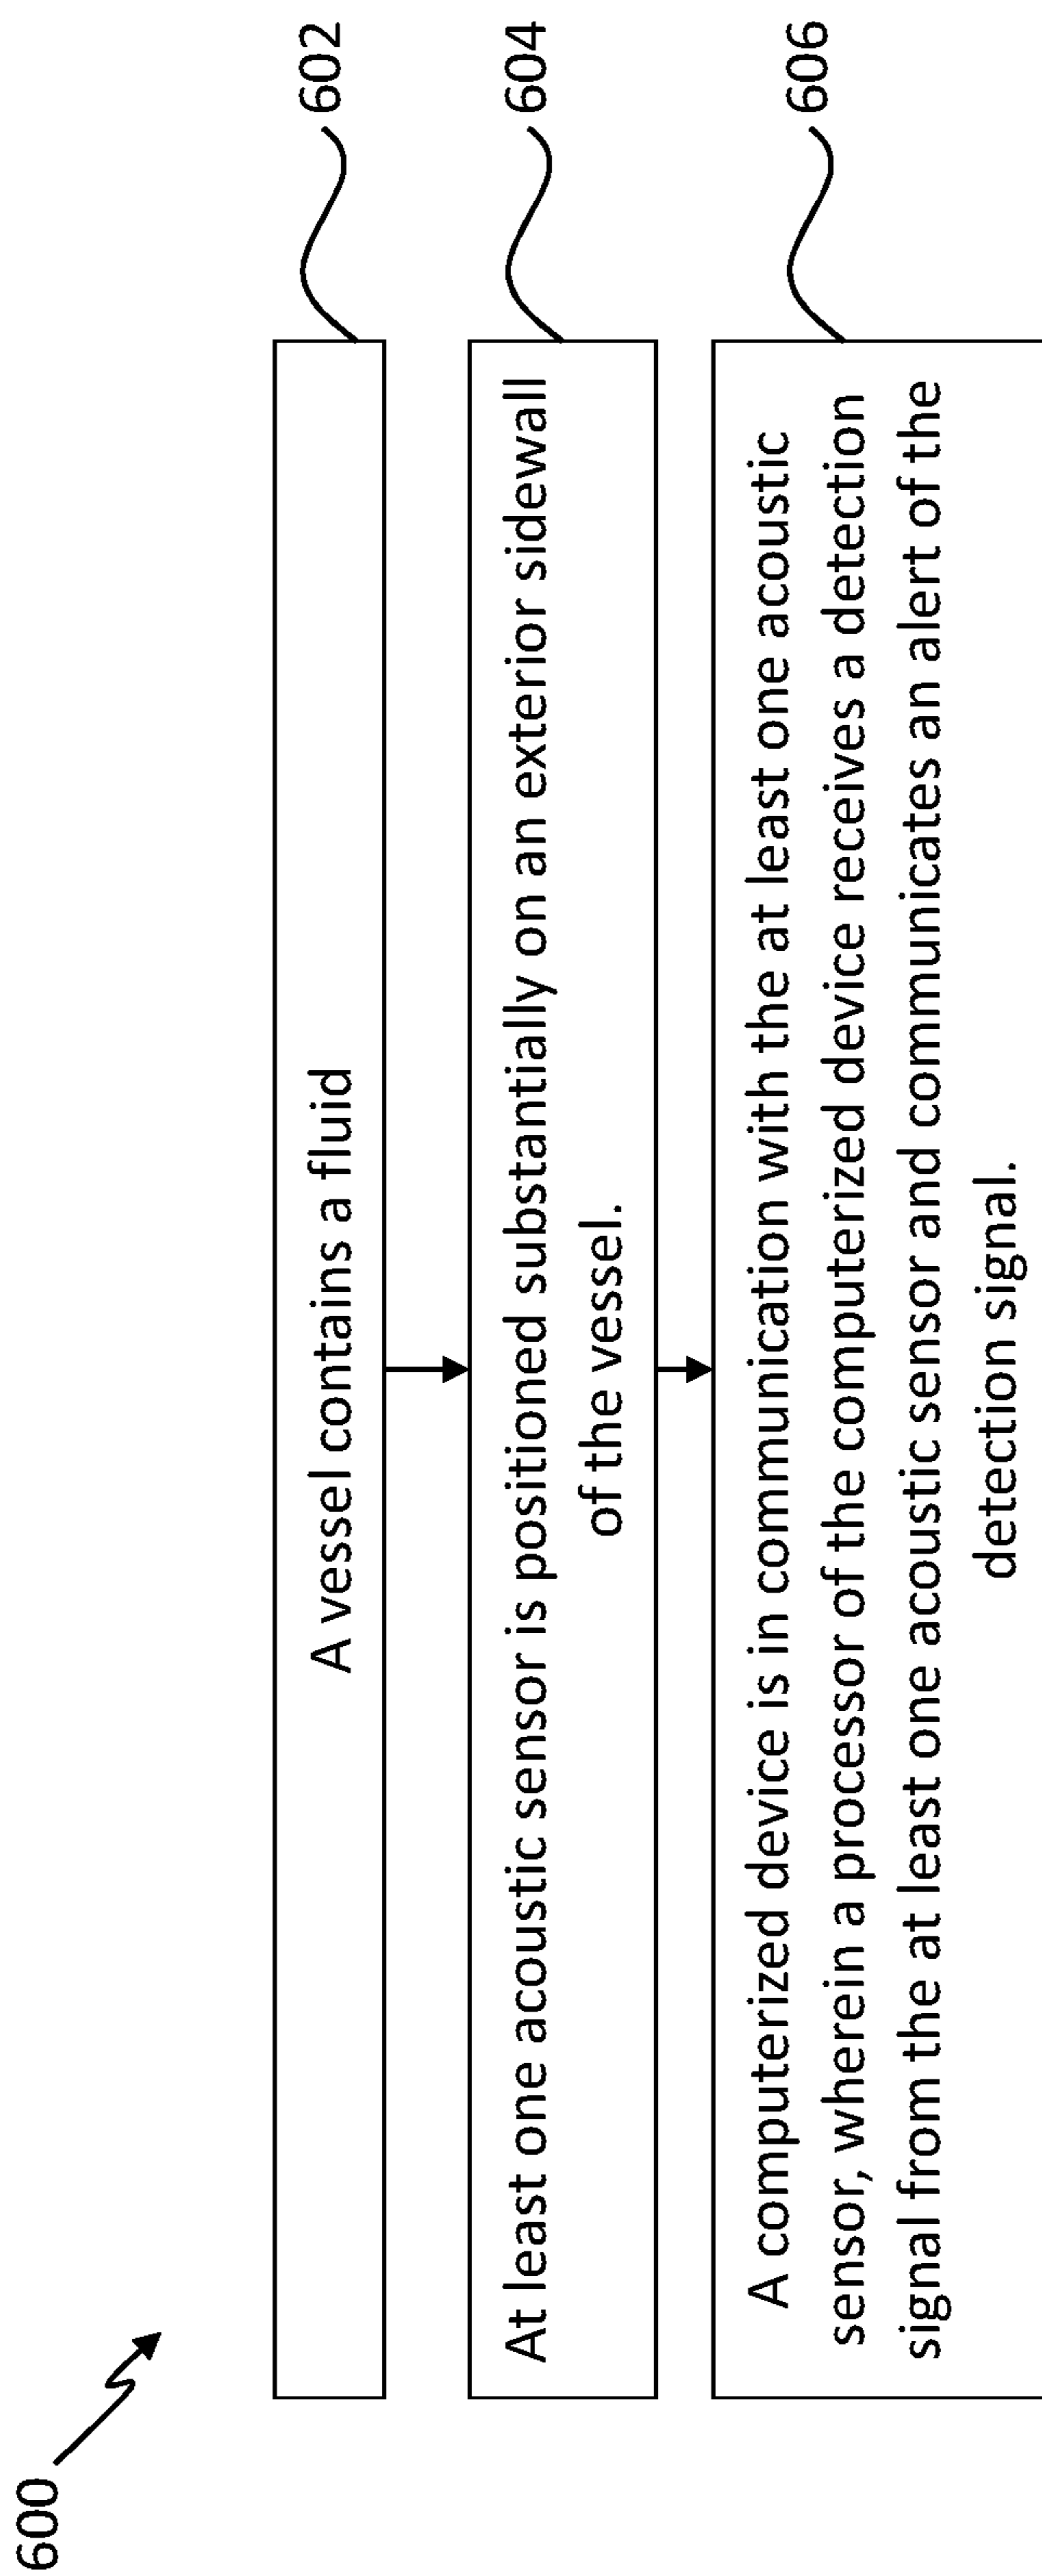 600
A vessel contains a fluid
602
At least one acoustic sensor is positioned substantially on an exterior sidewall
of the vessel.
604
A computerized device is in communication with the at least one acoustic
sensor, wherein a processor of the computerized device receives a detection
signal from the at least one acoustic sensor and communicates an alert of the
detection signal.
606